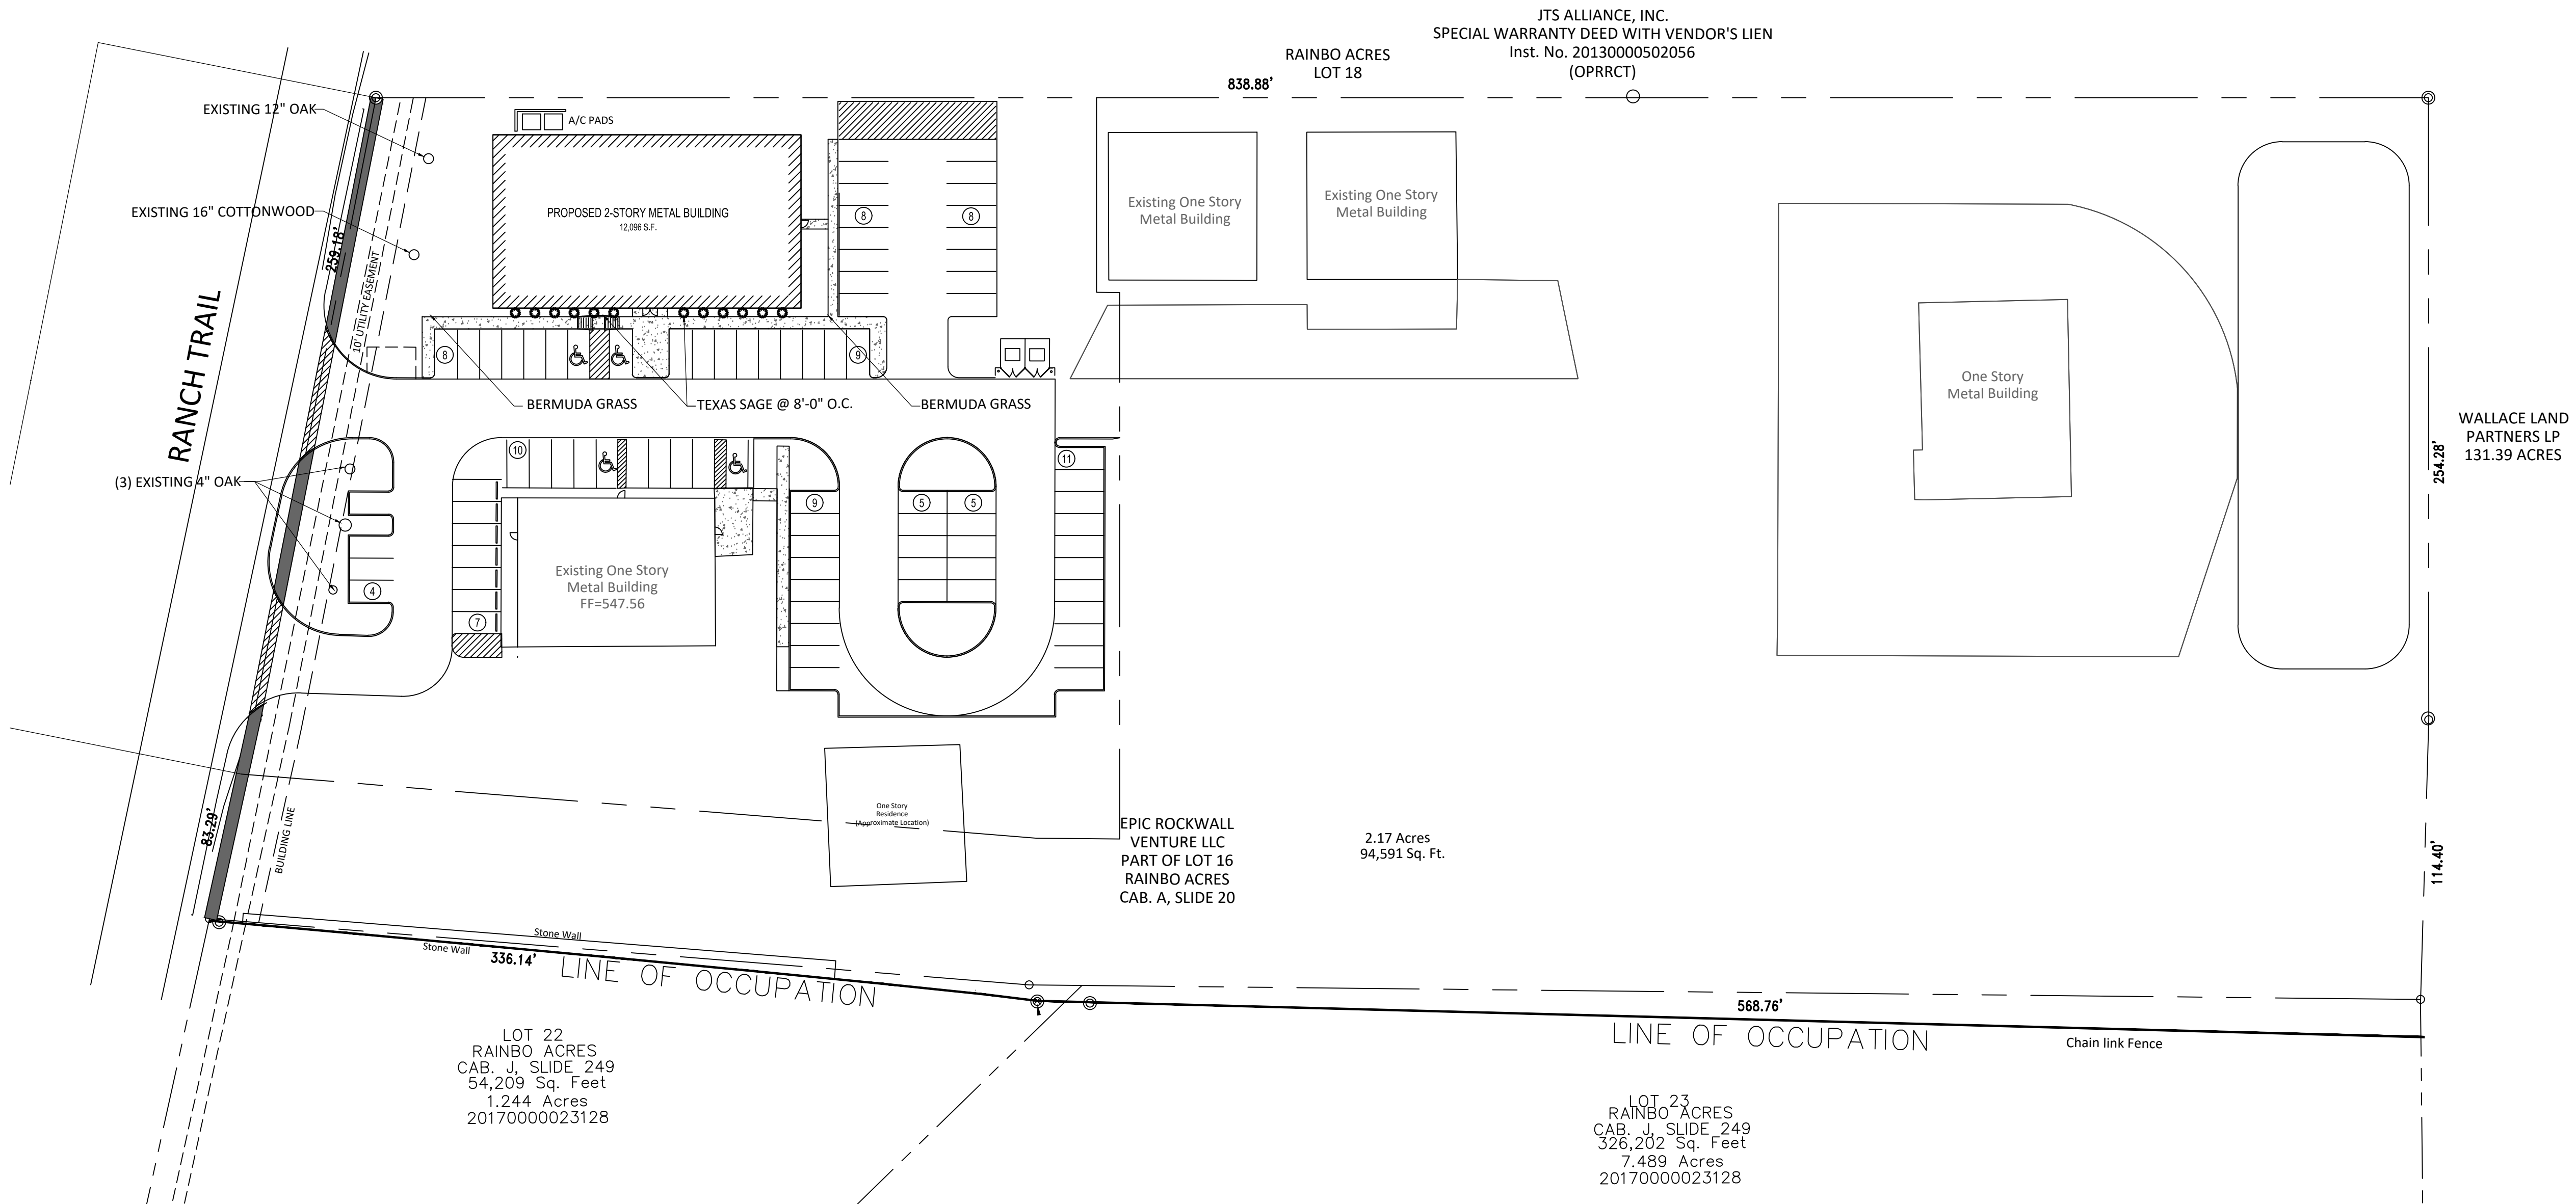 JTS ALLIANCE, INC.
SPECIAL WARRANTY DEED WITH VENDOR'S LIEN
Inst. No. 20130000502056
(OPRRCT)
RAINBO ACRES
LOT 18
838.88'
EXISTING 12" OAK
A/C PADS
EXISTING 16" COTTONWOOD
259.18'
10' UTILITY EASEMENT
RANCH TRAIL
PROPOSED 2-STORY METAL BUILDING
12,096 S.F.
8
8
Existing One Story
Metal Building
Existing One Story
Metal Building
8
9
BERMUDA GRASS
TEXAS SAGE @ 8'-0" O.C.
BERMUDA GRASS
One Story
Metal Building
WALLACE LAND
PARTNERS LP
131.39 ACRES
254.28'
(3) EXISTING 4" OAK
10
11
9
5
5
4
7
Existing One Story
Metal Building
FF=547.56
83.29'
BUILDING LINE
One Story
Residence
(Approximate Location)
EPIC ROCKWALL
VENTURE LLC
PART OF LOT 16
RAINBO ACRES
CAB. A, SLIDE 20
2.17 Acres
94,591 Sq. Ft.
114.40'
Stone Wall
Stone Wall
336.14'
LINE OF OCCUPATION
568.76'
LINE OF OCCUPATION
Chain link Fence
LOT 22
RAINBO ACRES
CAB. J, SLIDE 249
54,209 Sq. Feet
1.244 Acres
20170000023128
LOT 23
RAINBO ACRES
CAB. J, SLIDE 249
326,202 Sq. Feet
7.489 Acres
20170000023128